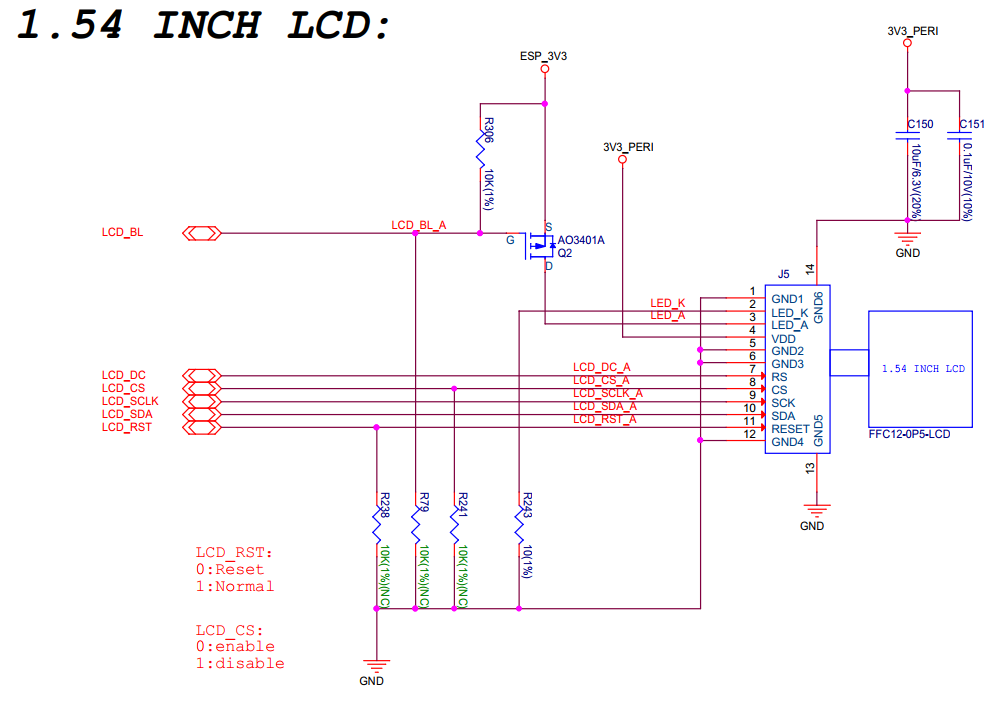 1.54 INCH LCD:
3V3_PERI
ESP_3V3
C150
C151
10uF/6.3V(20%
0.1uF/10V(10%)
R306
10K(1%)
3V3_PERI
LCD_BL
LCD_BL_A
G
S
D
AO3401A
Q2
GND
14
J5
1
GND1
GND6
LED_K
2
LED_K
LED_A
3
LED_A
4
VDD
5
GND2
6
GND3
LCD_DC
LCD_DC_A
7
RS
1.54 INCH LCD
LCD_CS
LCD_CS_A
8
CS
LCD_SCLK
LCD_SCLK_A
9
SCK
LCD_SDA
LCD_SDA_A
10
SDA
LCD_RST
LCD_RST_A
11
RESET
12
GND4
GND5
FFC12-0P5-LCD
13
GND
R238
10K(1%)(NC)
R79
10K(1%)(NC)
R241
10K(1%)(NC)
R243
10(1%)
LCD_RST:
0:Reset
1:Normal
LCD_CS:
0:enable
1:disable
GND